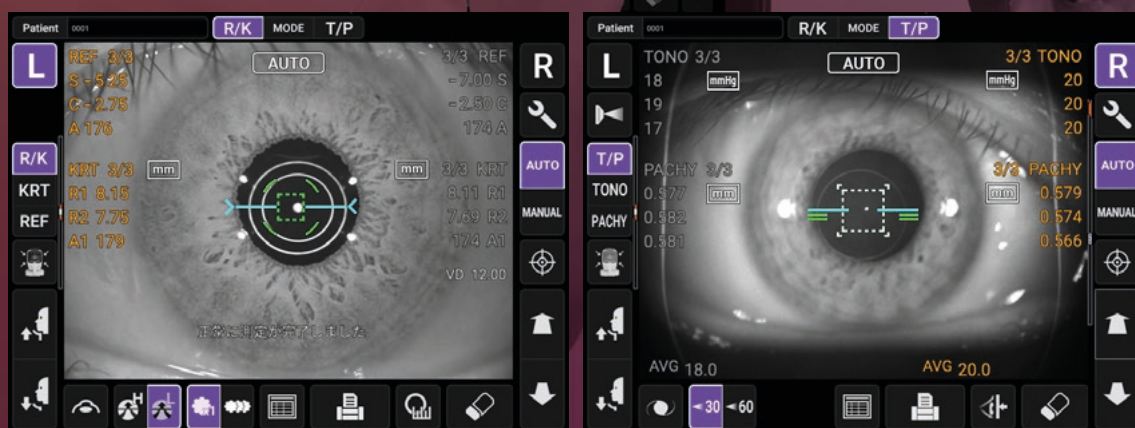 Patient 0001 R/K MODE T/P
L
REF 3/3
S - 5.25
C - 2.75
A 176
AUTO
3/3 REF
- 7.00 S
- 2.50 C
174 A
R
R/K
KRT
REF
KRT 3/3
R1 8.15
R2 7.75
A1 179
mm
mm
3/3 KRT
8.11 R1
7.69 R2
174 A1
VD 12.00
AUTO
MANUAL
正常に測定が完了しました
H
L
Patient 0001 R/K MODE T/P
L
TONO 3/3
18
19
17
mmHg
AUTO
mmHg
3/3 TONO
20
20
20
R
T/P
TONO
PACHY
PACHY 3/3
0.577
0.582
0.581
mm
mm
3/3 PACHY
0.579
0.574
0.566
AUTO
MANUAL
AVG 18.0
AVG 20.0
30
60